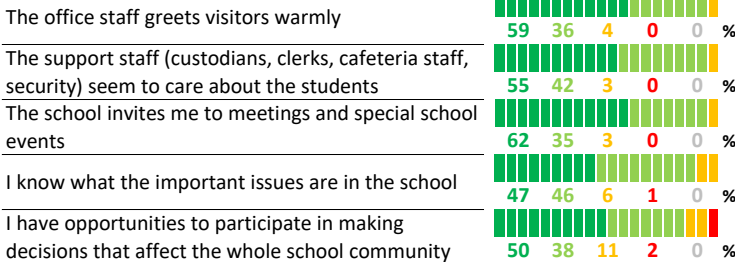 The office staff greets visitors warmly
59 36 4 0 0 %
The support staff (custodians, clerks, cafeteria staff,
security) seem to care about the students
55 42 3 0 0 %
The school invites me to meetings and special school
events
62 35 3 0 0 %
I know what the important issues are in the school
47 46 6 1 0 %
I have opportunities to participate in making
decisions that affect the whole school community
50 38 11 2 0 %